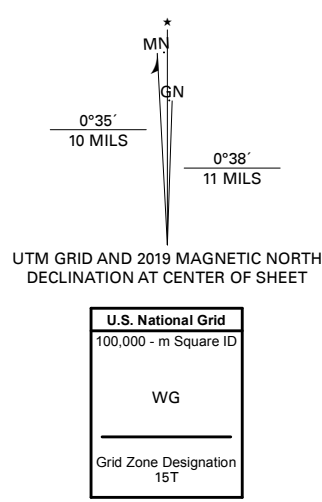 ★
MN
GN
0°35´
10 MILS
0°38´
11 MILS
UTM GRID AND 2019 MAGNETIC NORTH
DECLINATION AT CENTER OF SHEET
U.S. National Grid
100,000 - m Square ID
WG
Grid Zone Designation
15T